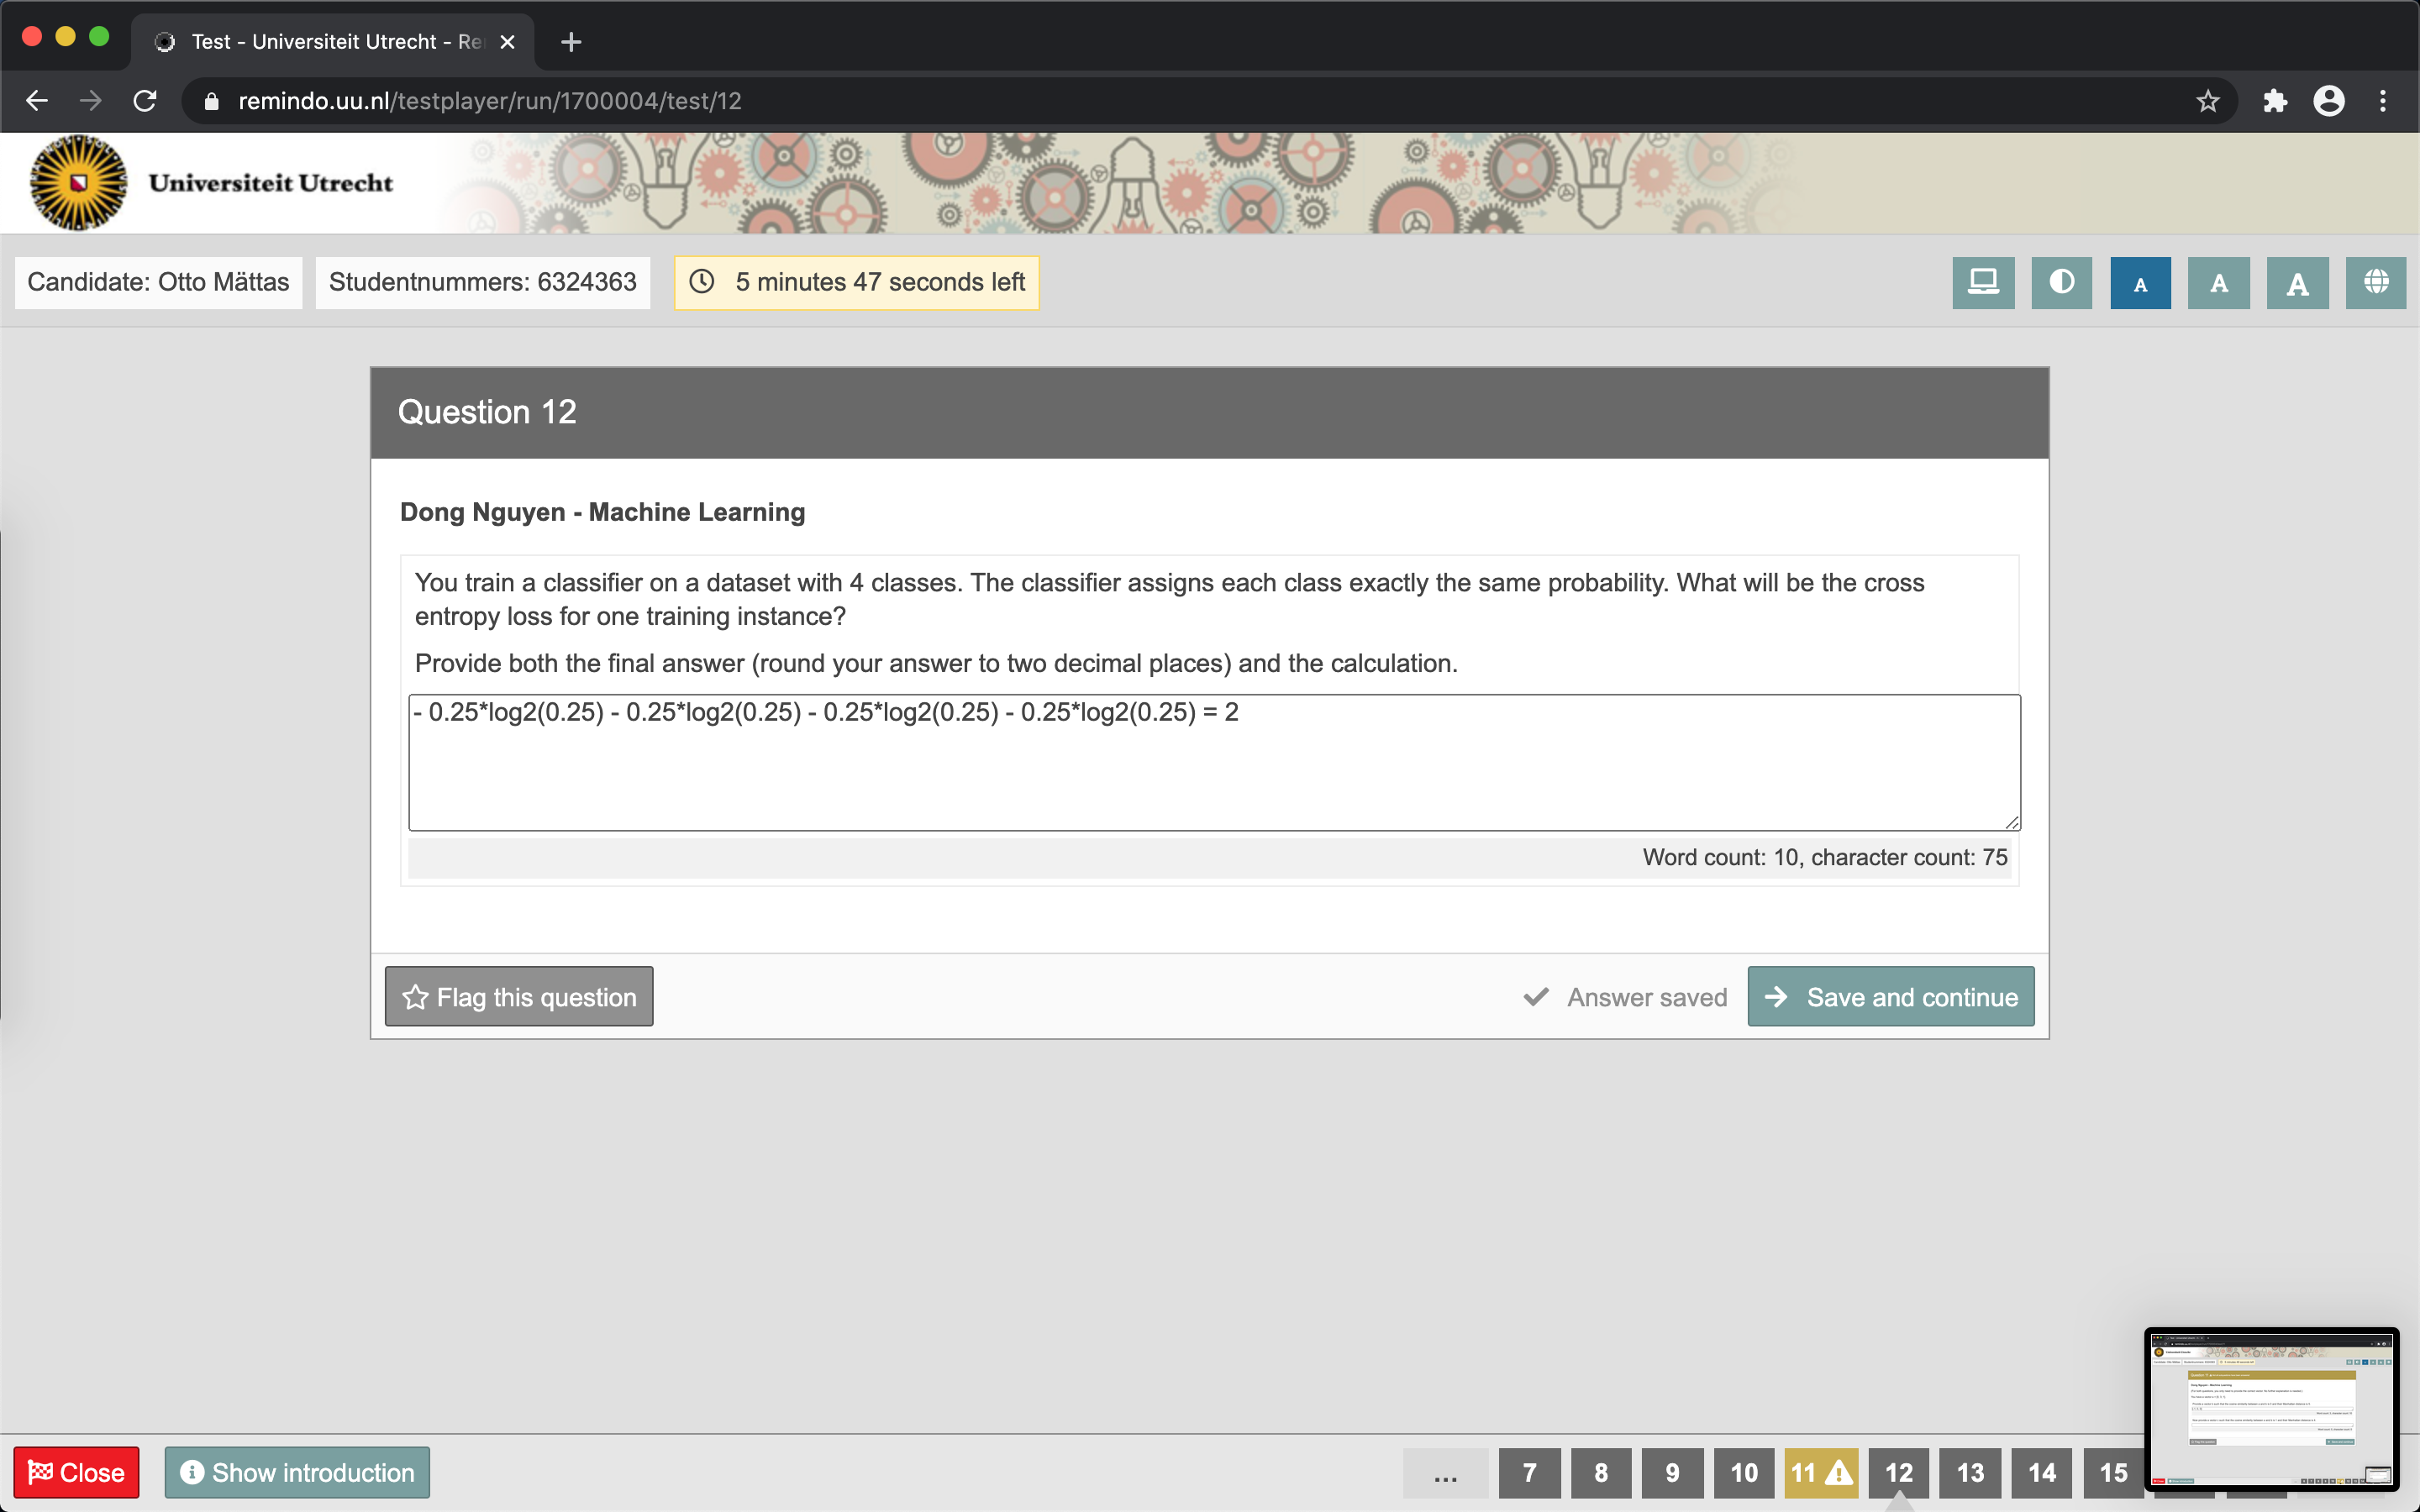 Test - Universiteit Utrecht - Re
remindo.uu.nl/testplayer/run/1700004/test/12
Universiteit Utrecht
Candidate: Otto Mättas
Studentnummers: 6324363
5 minutes 47 seconds left
A
A
A
Question 12
Dong Nguyen - Machine Learning
You train a classifier on a dataset with 4 classes. The classifier assigns each class exactly the same probability. What will be the cross
entropy loss for one training instance?
Provide both the final answer (round your answer to two decimal places) and the calculation.
- 0.25*log2(0.25) - 0.25*log2(0.25) - 0.25*log2(0.25) - 0.25*log2(0.25) = 2
Word count: 10, character count: 75
Flag this question
Answer saved
Save and continue
Close
Show introduction
...
7
8
9
10
11
12
13
14
15